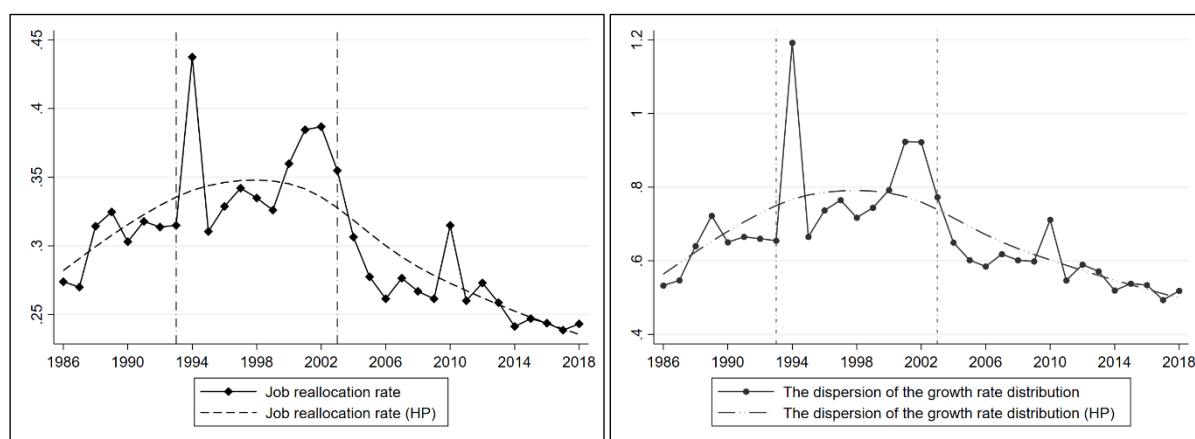 .45
.4
.35
.3
.25
1986 1990 1994 1998 2002 2006 2010 2014 2018
Job reallocation rate
Job reallocation rate (HP)
1.2
1
.8
.6
.4
1986 1990 1994 1998 2002 2006 2010 2014 2018
The dispersion of the growth rate distribution
The dispersion of the growth rate distribution (HP)